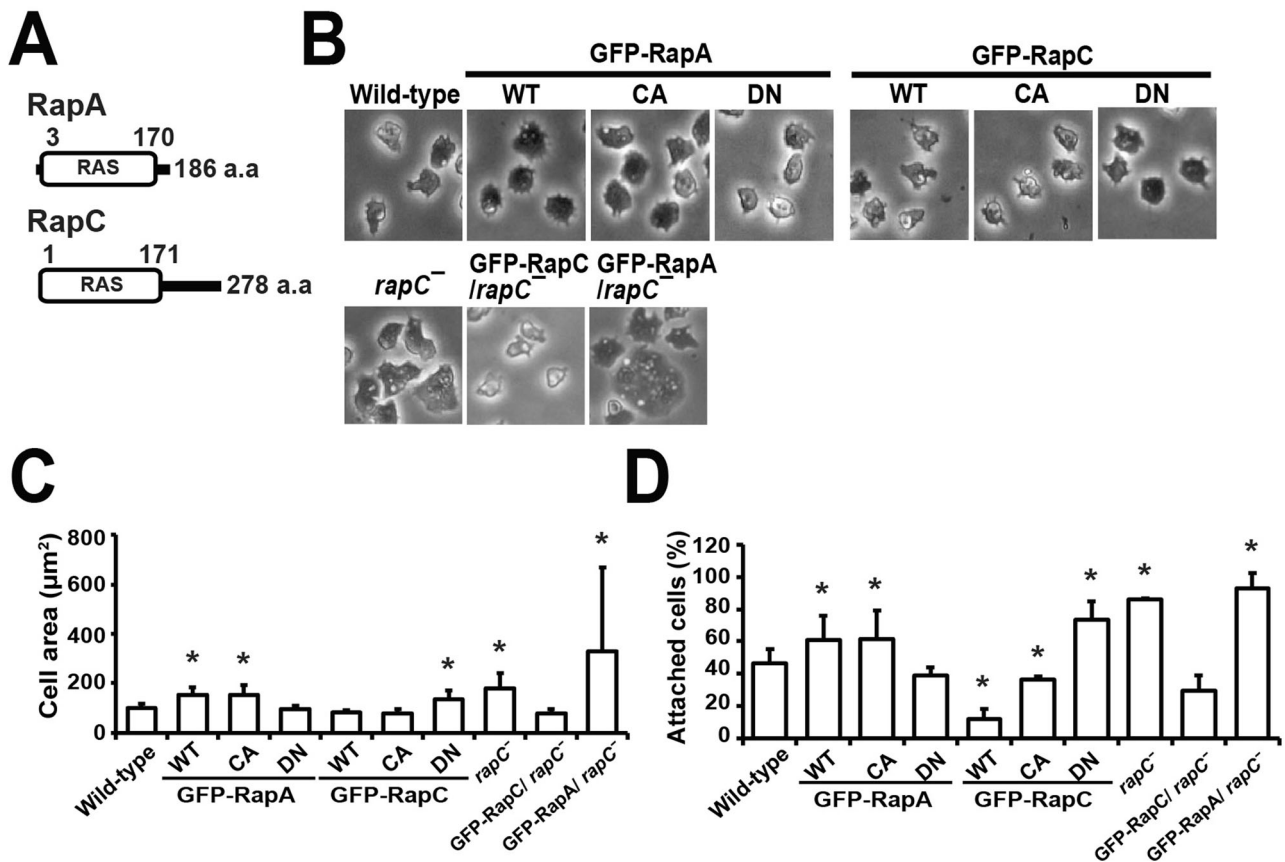 A
RapA
3 170
RAS
186 a.a
RapC
1 171
RAS
278 a.a
B
GFP-RapA
GFP-RapC
Wild-type WT CA DN WT CA DN
rapC⁻
GFP-RapC
/rapC⁻
GFP-RapA
/rapC⁻
C
Cell area (μm²)
800
600
400
200
0
* * * * *
Wild-type WT CA DN WT CA DN rapC⁻ GFP-RapC/ rapC⁻ GFP-RapA/ rapC⁻
GFP-RapA GFP-RapC
D
Attached cells (%)
120
100
80
60
40
20
0
* * * * * * *
Wild-type WT CA DN WT CA DN rapC⁻ GFP-RapC/ rapC⁻ GFP-RapA/ rapC⁻
GFP-RapA GFP-RapC